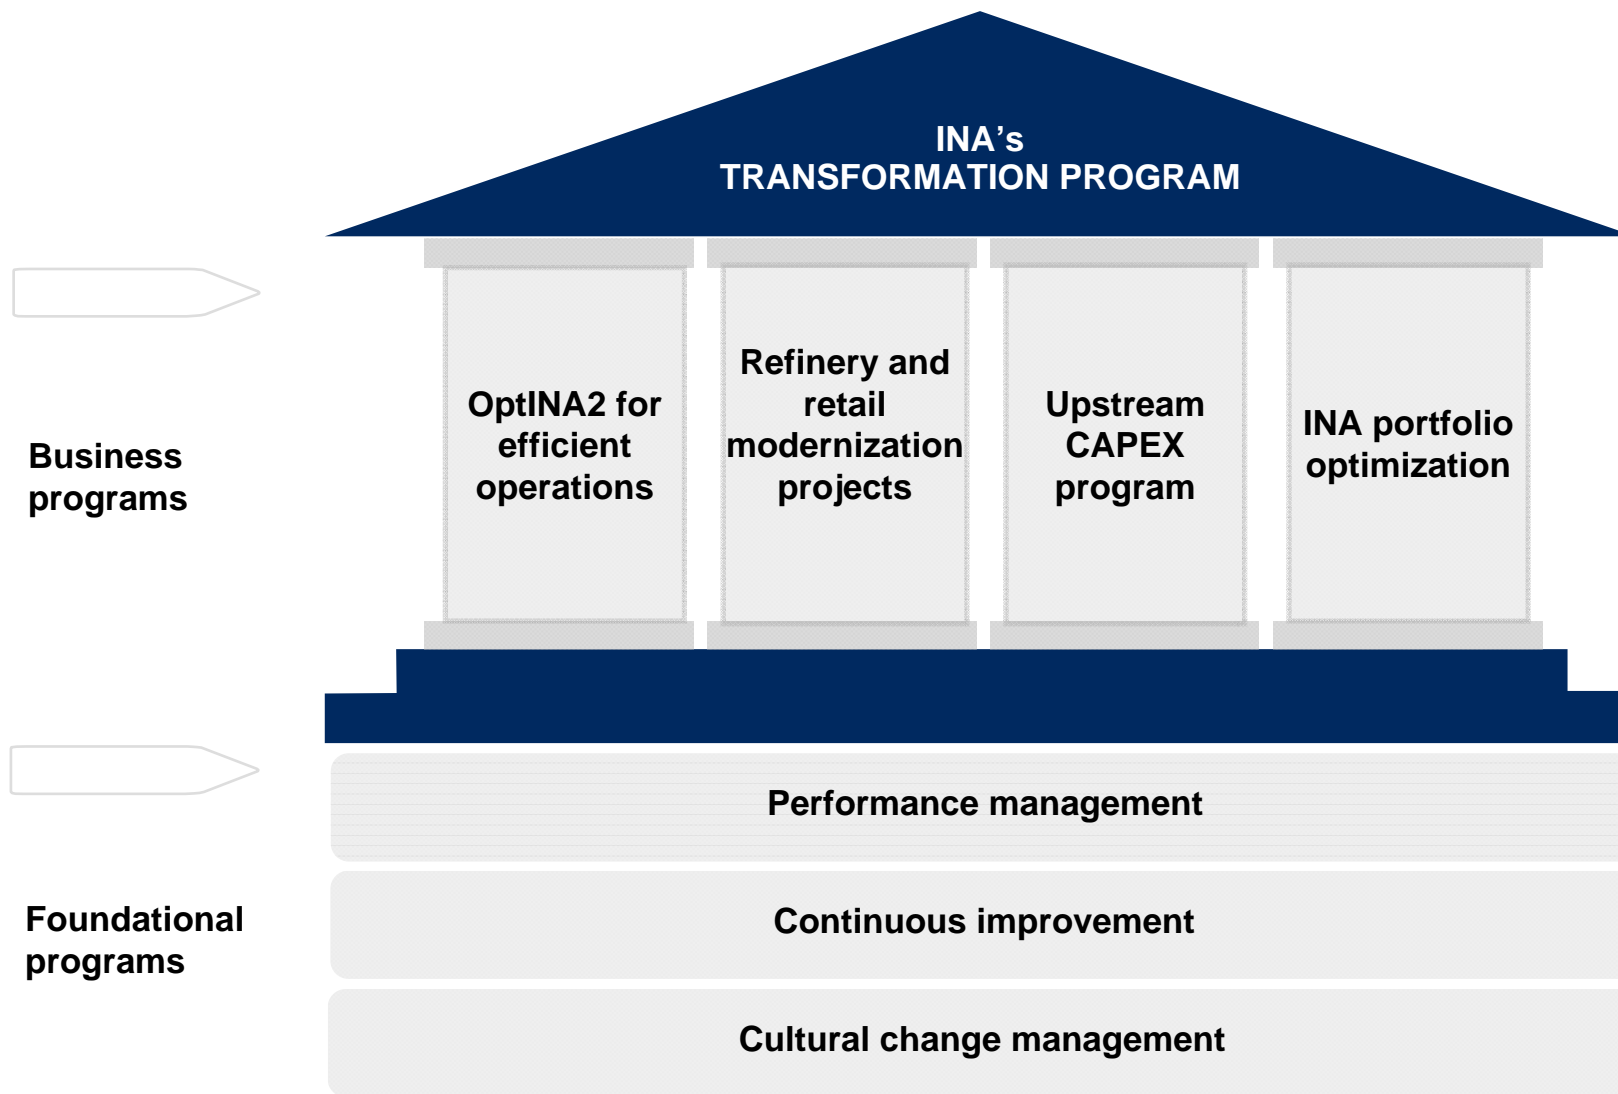 INA’s
TRANSFORMATION PROGRAM
Business
programs
OptINA2 for
efficient
operations
Refinery and
retail
modernization
projects
Upstream
CAPEX
program
INA portfolio
optimization
Foundational
programs
Performance management
Continuous improvement
Cultural change management